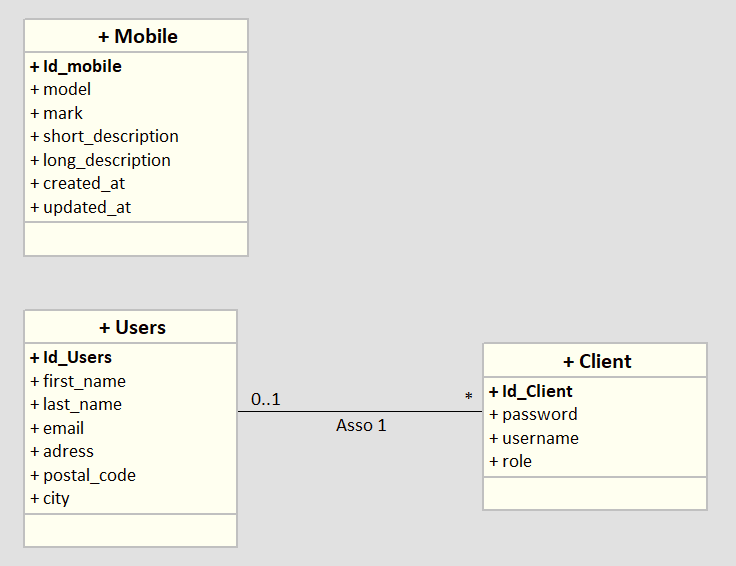 + Mobile
+ Id_mobile
+ model
+ mark
+ short_description
+ long_description
+ created_at
+ updated_at
+ Users
+ Id_Users
+ first_name
+ last_name
+ email
+ adress
+ postal_code
+ city
0..1
*
Asso 1
+ Client
+ Id_Client
+ password
+ username
+ role